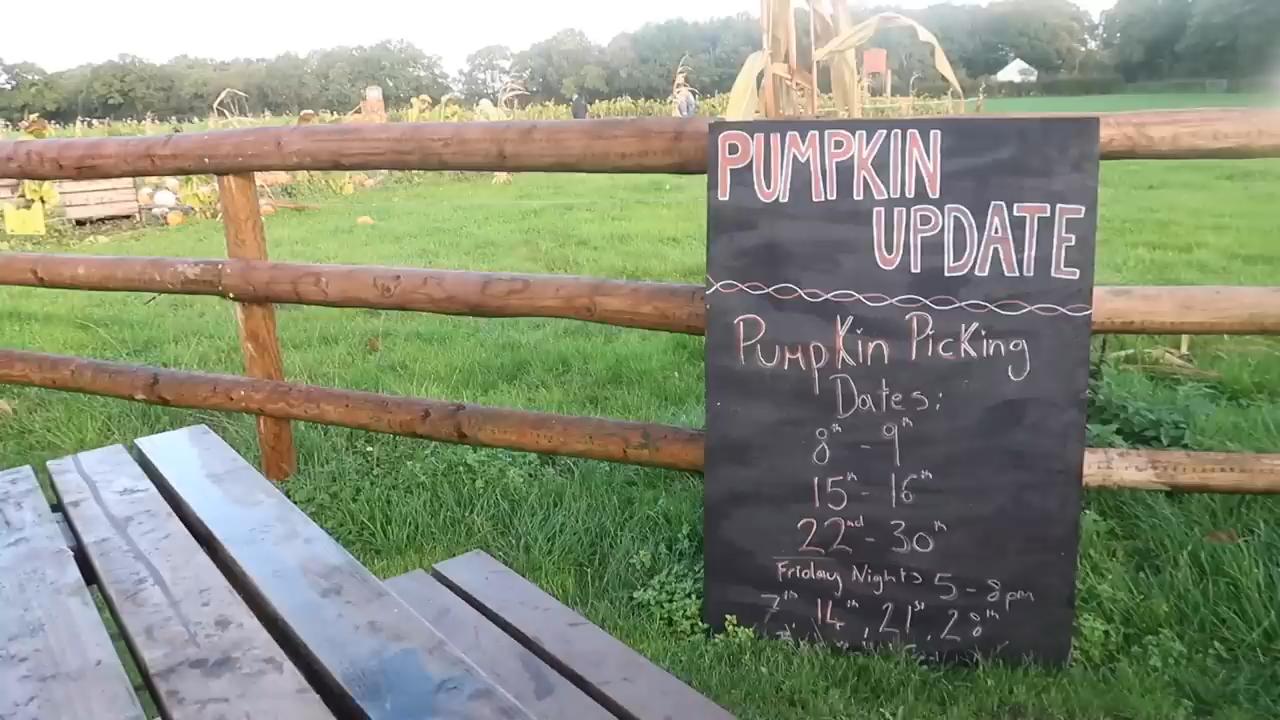 PUMPKIN
UPDATE
Pumpkin Picking
Dates:
8th - 9th
15th - 16th
22nd - 30th
Friday Nights 5 - 8pm
7th 14th, 21st, 28th